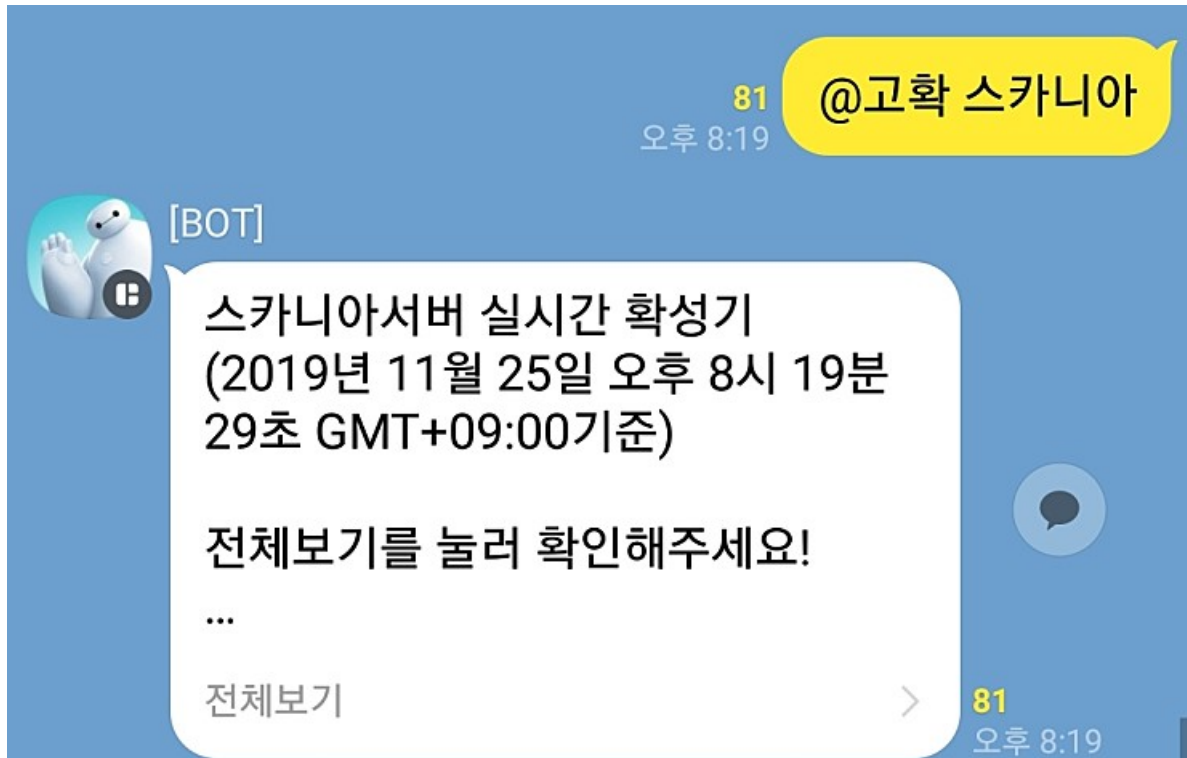 @고확 스카니아
81
오후 8:19
[BOT]
스카니아서버 실시간 확성기
(2019년 11월 25일 오후 8시 19분
29초 GMT+09:00기준)
전체보기를 눌러 확인해주세요!
...
전체보기
81
오후 8:19